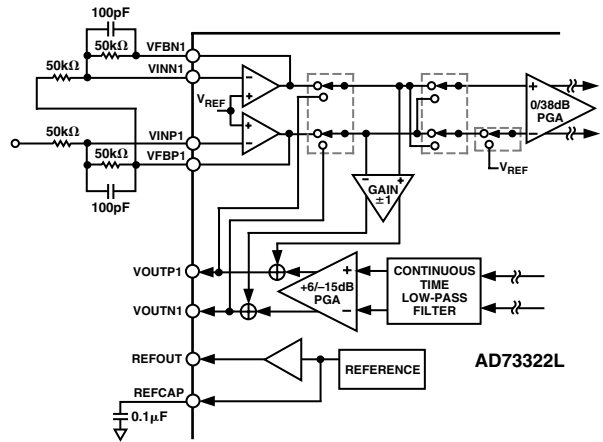 100pF
50kΩ
VFBN1
50kΩ
VINN1
VREF
50kΩ
VINP1
50kΩ
VFBP1
100pF
0/38dB
PGA
VREF
GAIN
±1
VOUTP1
+6/–15dB
PGA
CONTINUOUS
TIME
LOW-PASS
FILTER
VOUTN1
REFOUT
REFERENCE
AD73322L
REFCAP
0.1μF